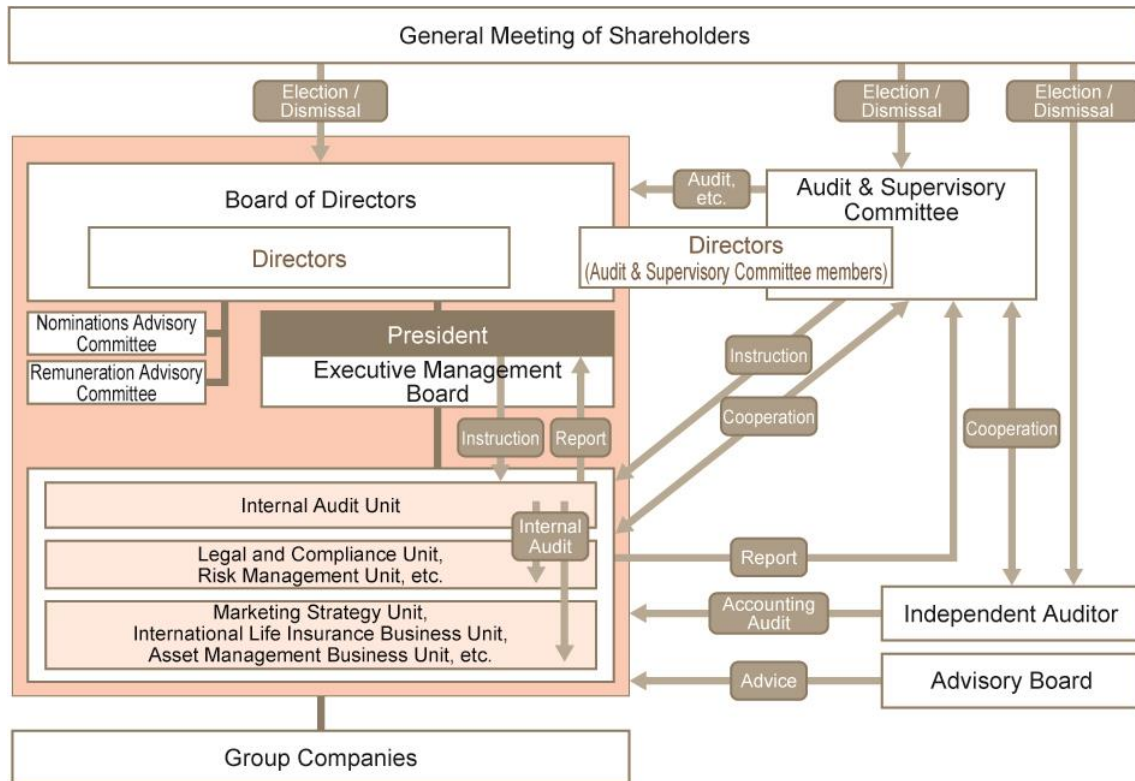 General Meeting of Shareholders
Election /
Dismissal
Election /
Dismissal
Election /
Dismissal
Board of Directors
Directors
Audit,
etc.
Audit & Supervisory
Committee
Directors
(Audit & Supervisory Committee members)
Nominations Advisory
Committee
Remuneration Advisory
Committee
President
Executive Management
Board
Instruction
Report
Instruction
Cooperation
Cooperation
Internal Audit Unit
Internal
Audit
Legal and Compliance Unit,
Risk Management Unit, etc.
Marketing Strategy Unit,
International Life Insurance Business Unit,
Asset Management Business Unit, etc.
Report
Accounting
Audit
Independent Auditor
Advice
Advisory Board
Group Companies